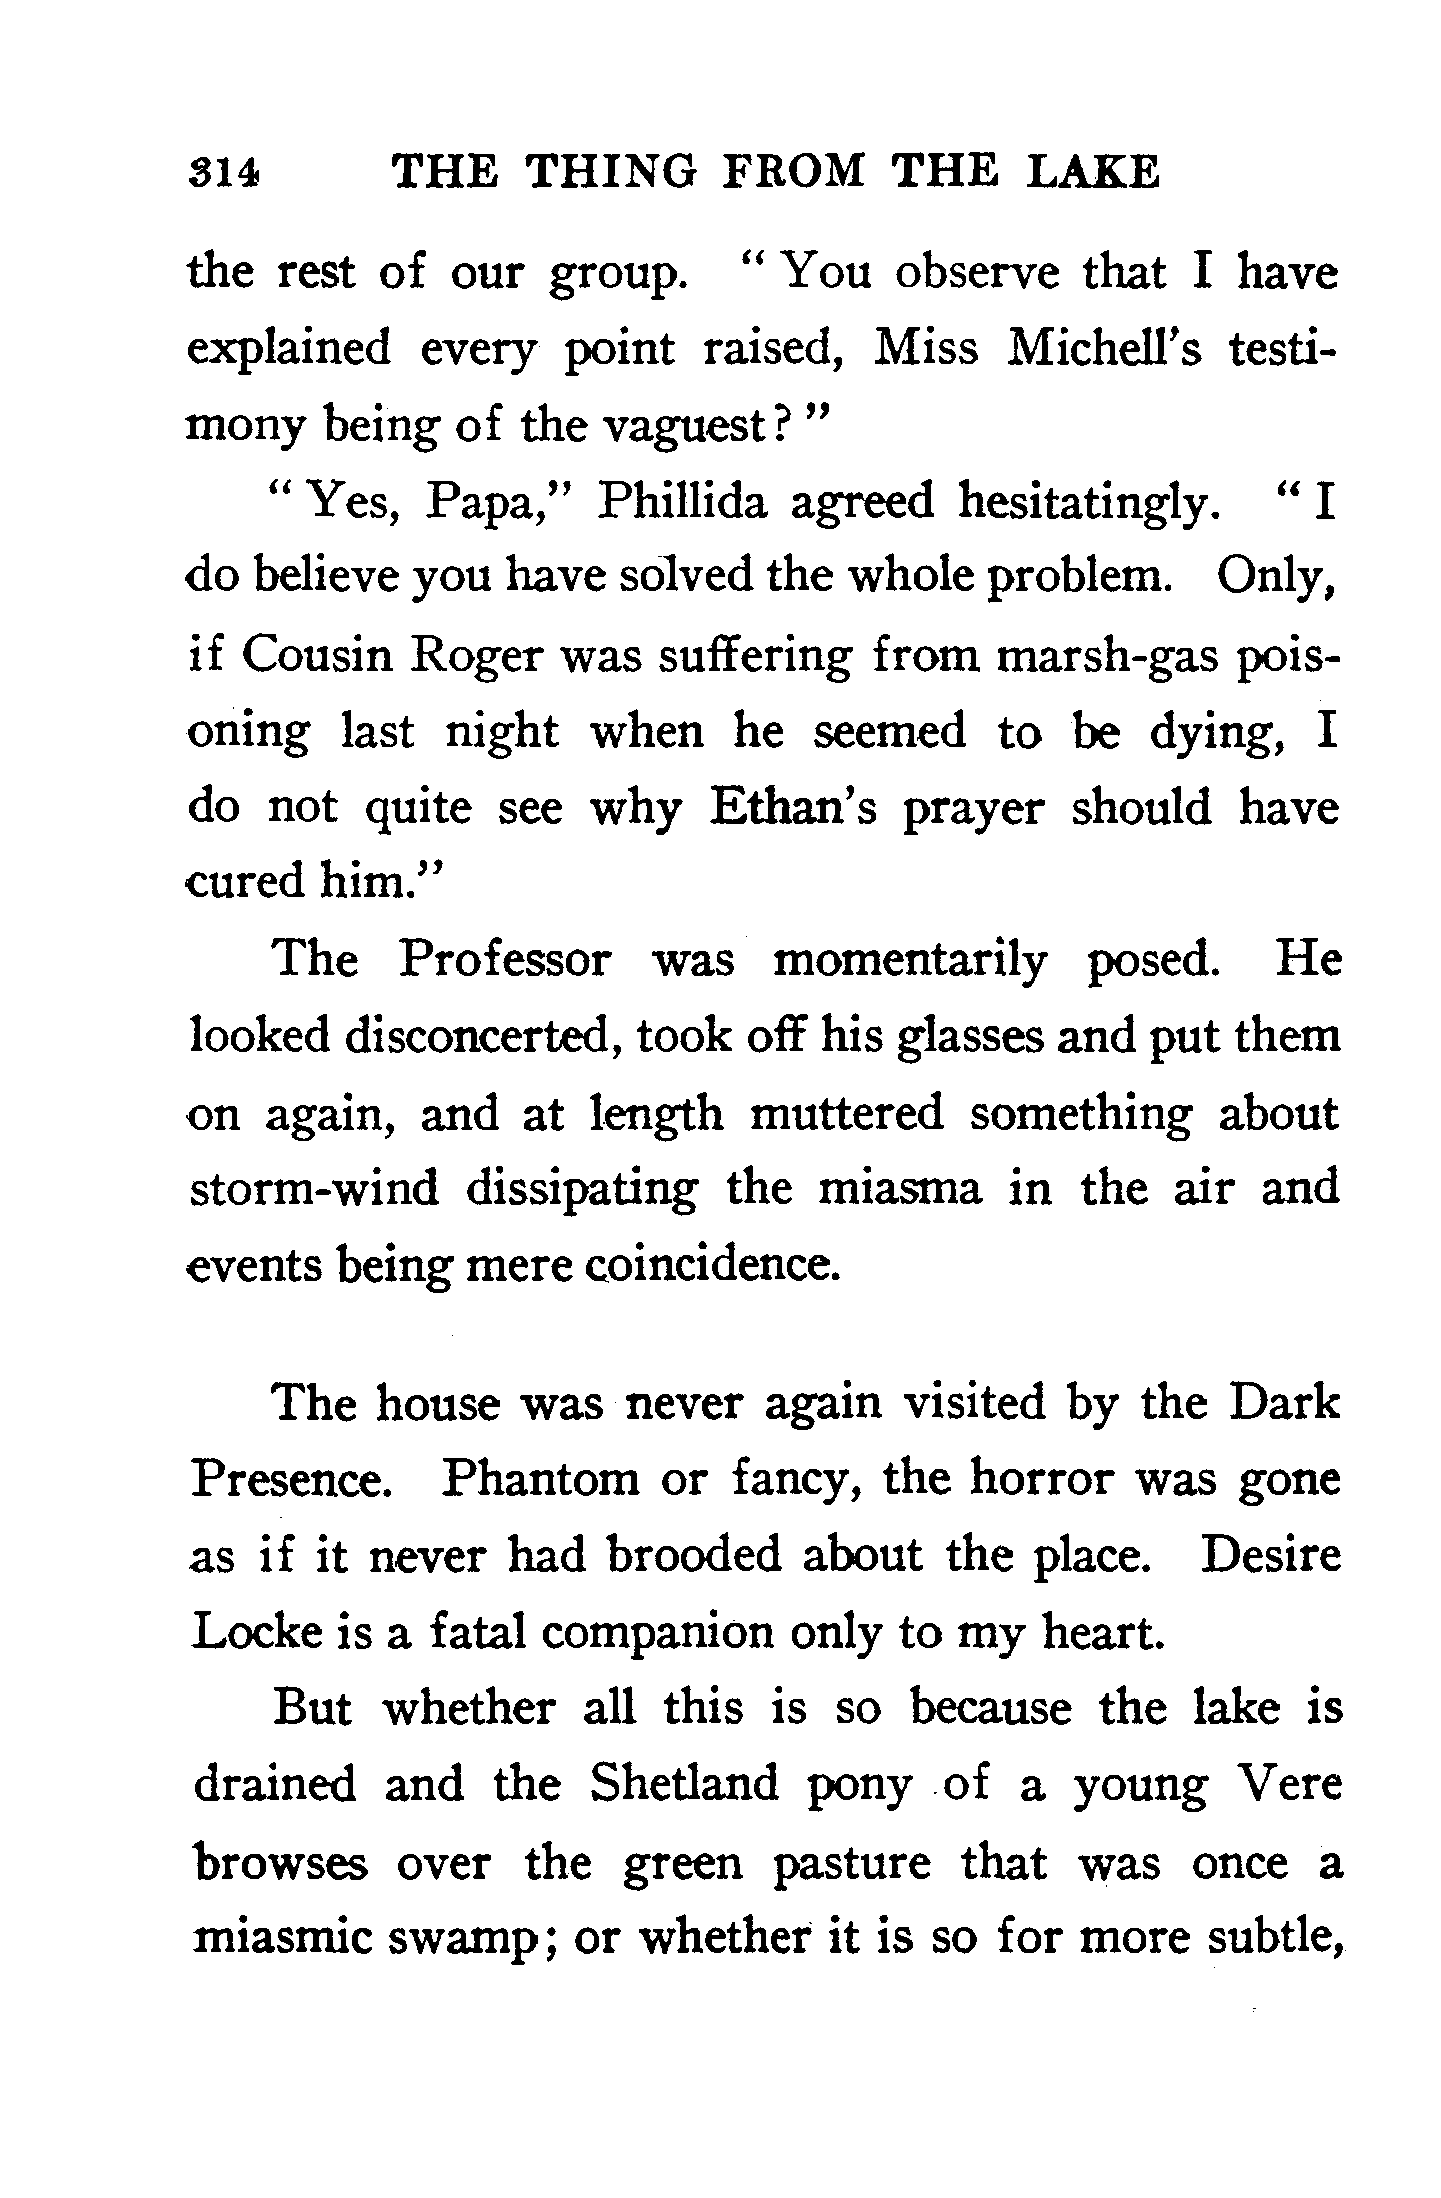 314 THE THING FROM THE LAKE
the rest of our group. " You observe that I have
explained every point raised, Miss Michell's testi-
mony being of the vaguest? "
" Yes, Papa," Phillida agreed hesitatingly. " I
do believe you have solved the whole problem. Only,
if Cousin Roger was suffering from marsh-gas pois-
oning last night when he seemed to be dying, I
do not quite see why Ethan's prayer should have
cured him."
The Professor was momentarily posed. He
looked disconcerted, took off his glasses and put them
on again, and at length muttered something about
storm-wind dissipating the miasma in the air and
events being mere coincidence.
The house was never again visited by the Dark
Presence. Phantom or fancy, the horror was gone
as if it never had brooded about the place. Desire
Locke is a fatal companion only to my heart.
But whether all this is so because the lake is
drained and the Shetland pony of a young Vere
browses over the green pasture that was once a
miasmic swamp; or whether it is so for more subtle,